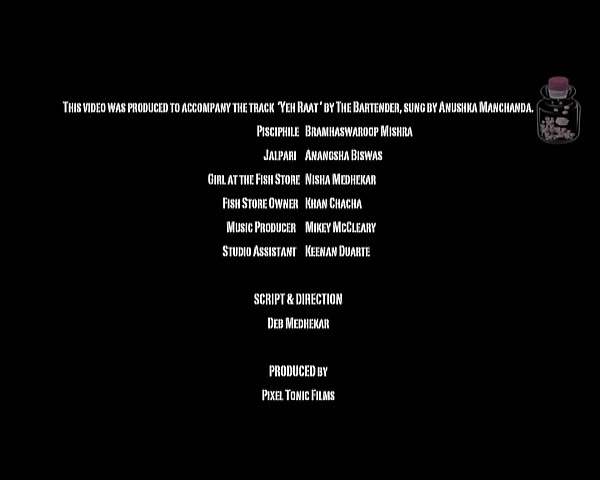 This video was produced to accompany the track 'Yeh Raat' by The Bartender, sung by Anushka Manchanda.
Pisciphile Bramhaswaroop Mishra
Jalpari Anangsha Biswas
Girl at the Fish Store Nisha Medhekar
Fish Store Owner Khan Chacha
Music Producer Mikey McCleary
Studio Assistant Keenan Duarte
SCRIPT & DIRECTION
Deb Medhekar
PRODUCED by
Pixel Tonic Films